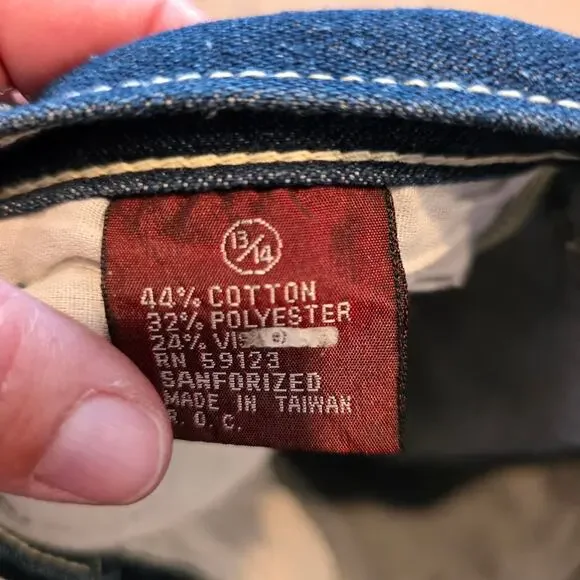 13/14
44% COTTON
32% POLYESTER
24%
RN 59123
SANFORIZED
MADE IN TAIWAN
R. O. C.